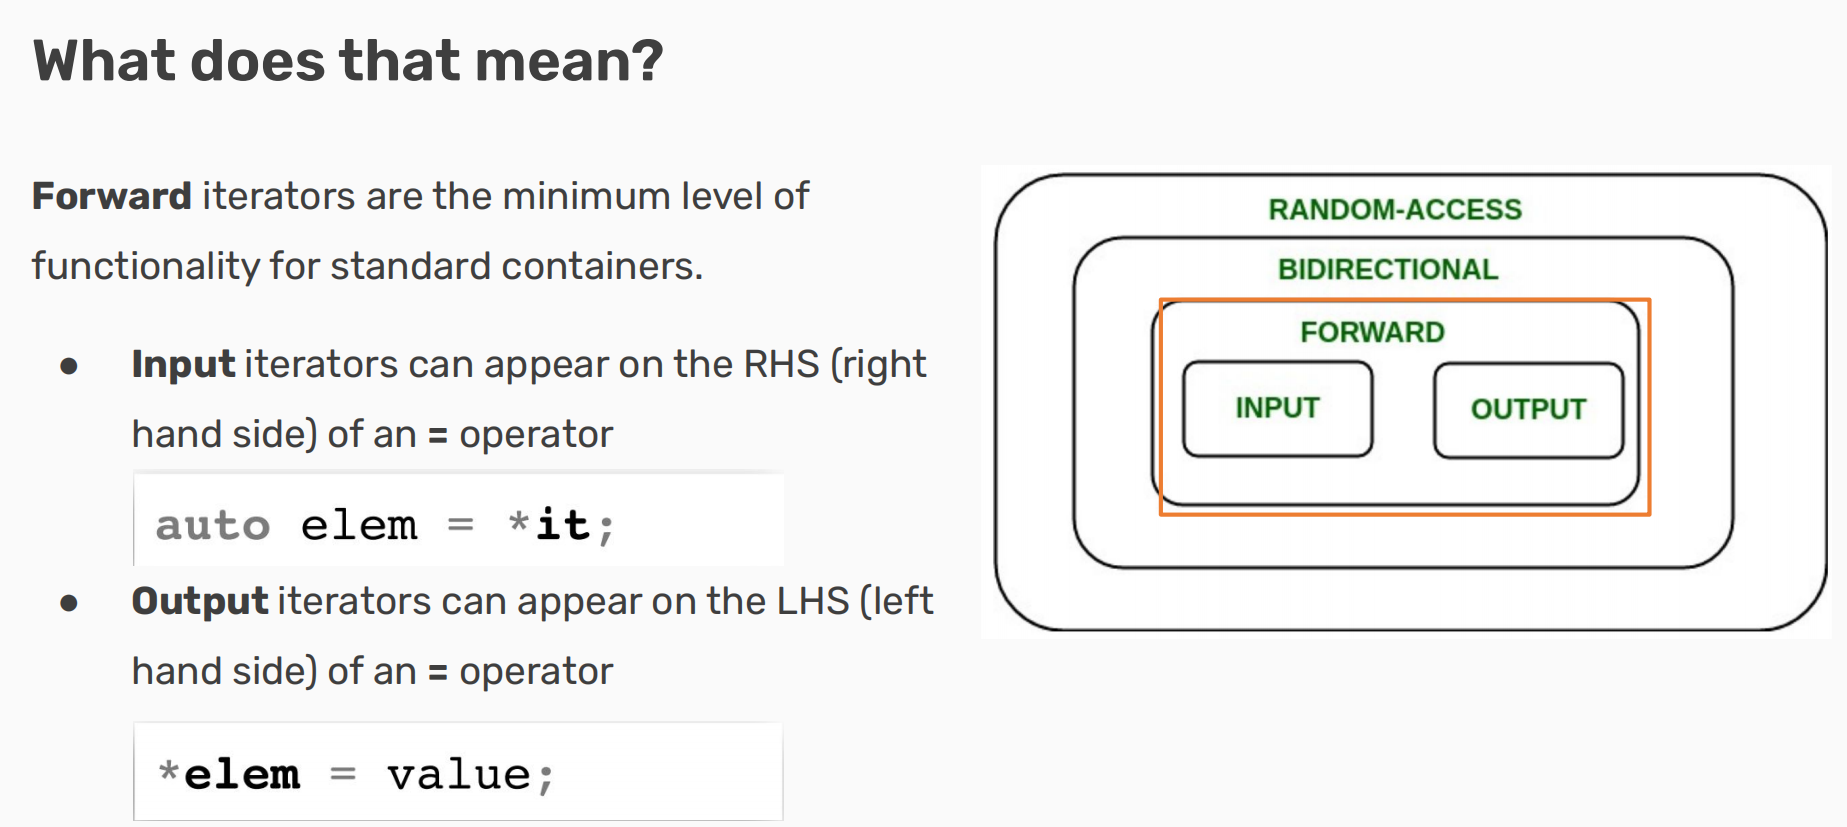 What does that mean?
Forward iterators are the minimum level of
functionality for standard containers.
● Input iterators can appear on the RHS (right
hand side) of an = operator
auto elem = *it;
● Output iterators can appear on the LHS (left
hand side) of an = operator
*elem = value;
RANDOM-ACCESS
BIDIRECTIONAL
FORWARD
INPUT
OUTPUT